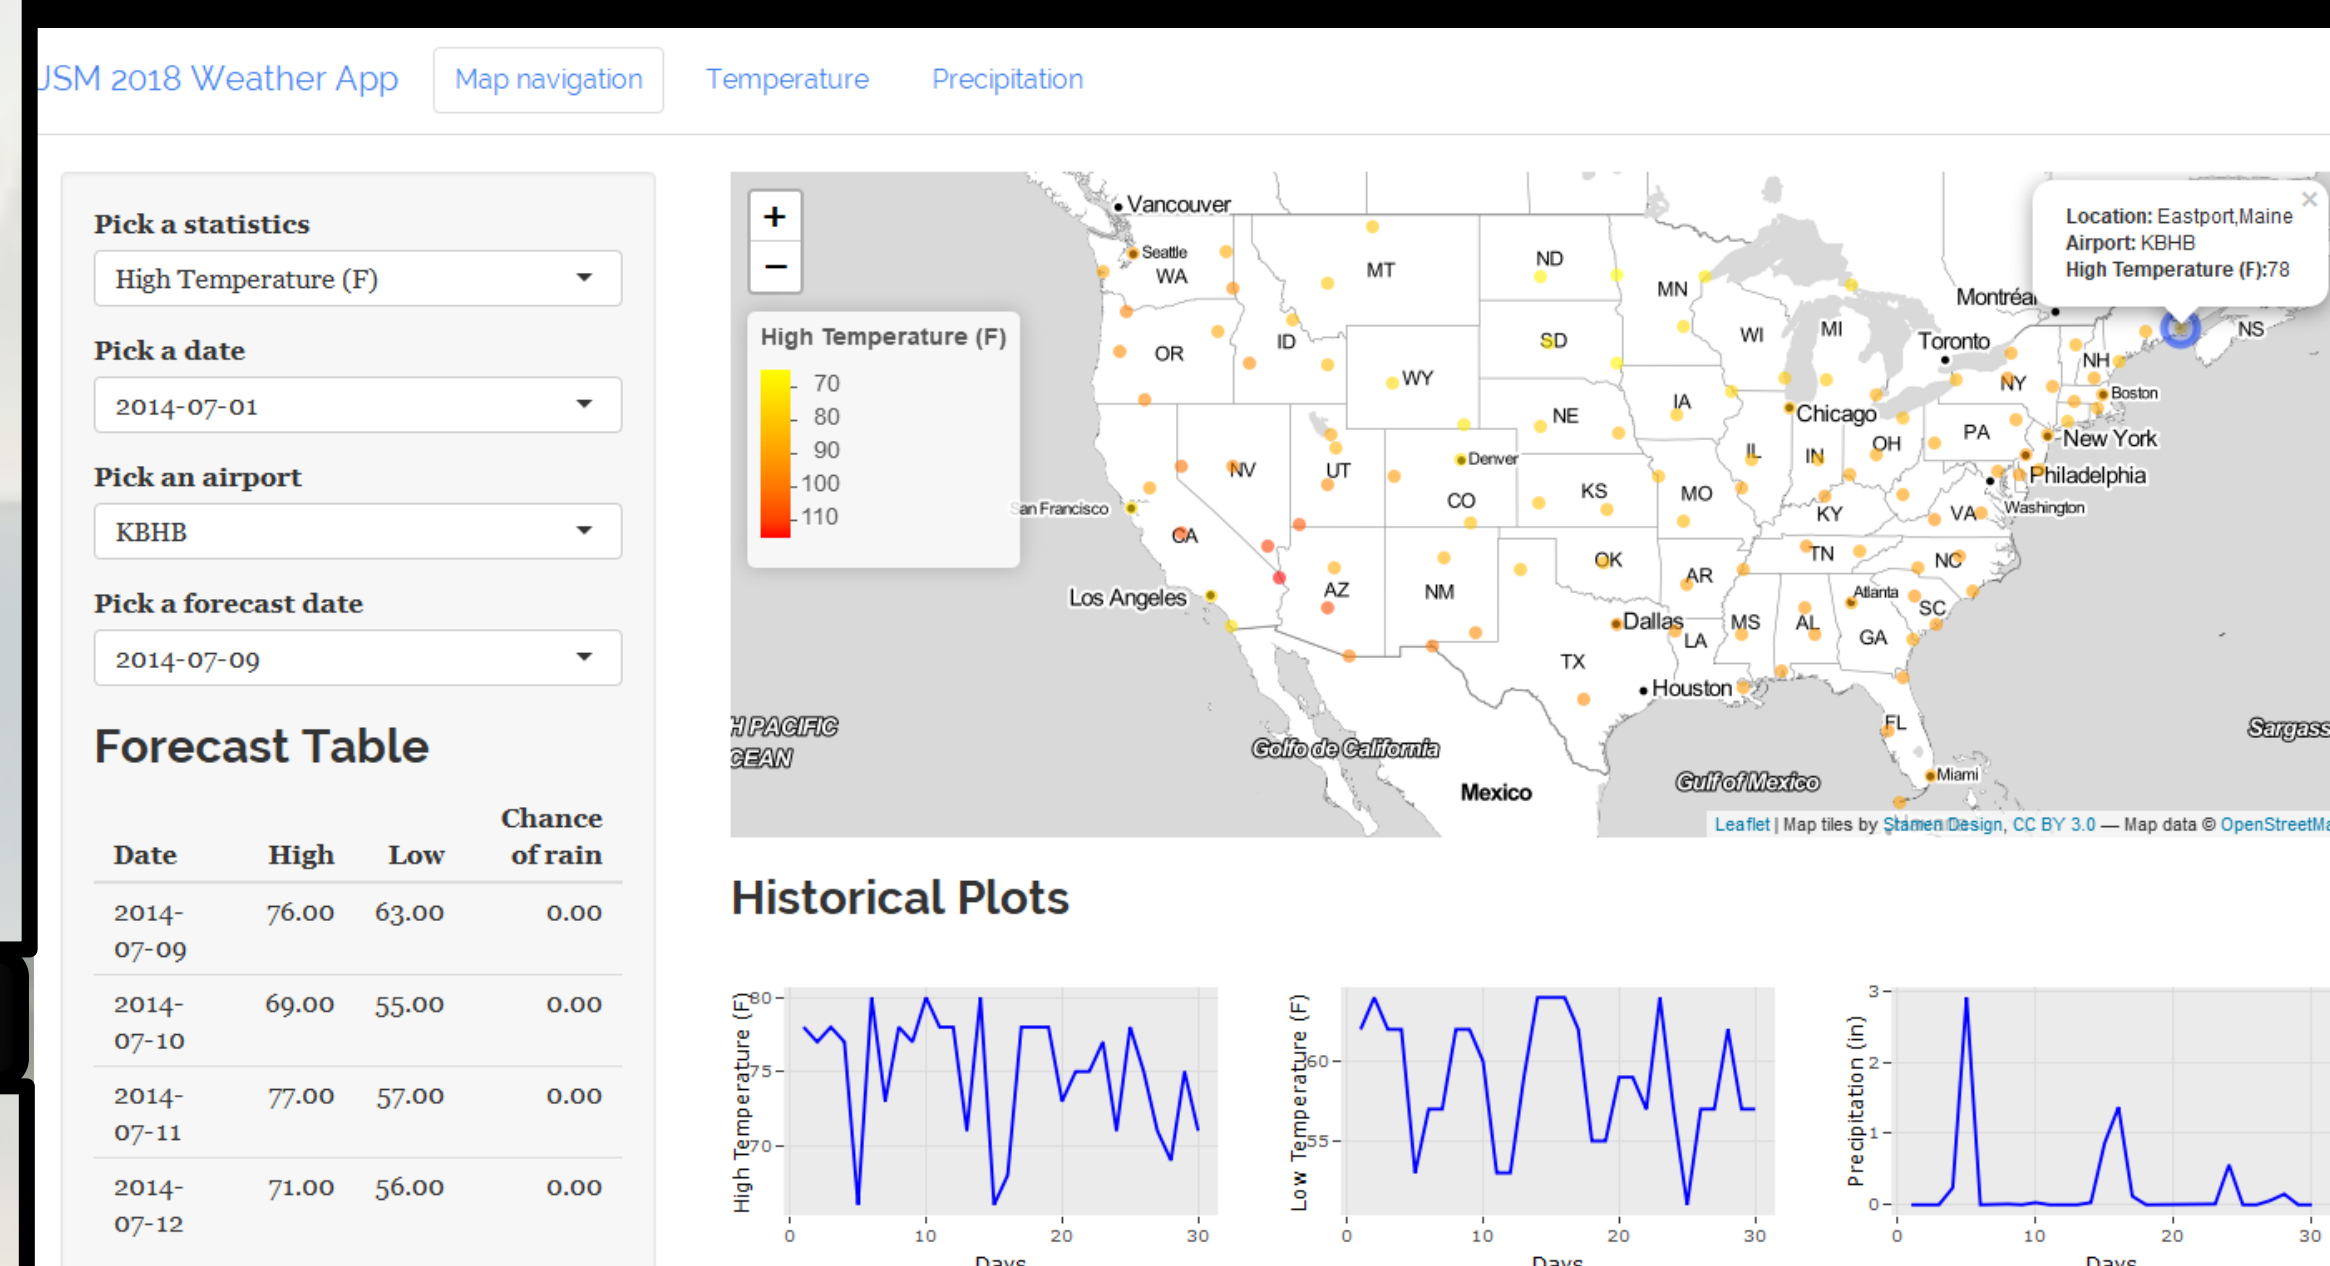 JSM 2018 Weather App
Map navigation
Temperature
Precipitation
Pick a statistics
High Temperature (F)
Pick a date
2014-07-01
Pick an airport
KBHB
Pick a forecast date
2014-07-09
Forecast Table
Date High Low Chance of rain
2014-07-09 76.00 63.00 0.00
2014-07-10 69.00 55.00 0.00
2014-07-11 77.00 57.00 0.00
2014-07-12 71.00 56.00 0.00
+
−
High Temperature (F)
70
80
90
100
110
Location: Eastport,Maine
Airport: KBHB
High Temperature (F):78
×
Vancouver
Seattle
WA
MT
ND
MN
Montréal
NS
OR
ID
SD
WI
MI
Toronto
NH
WY
NY
Boston
NE
IA
Chicago
PA
New York
NV
UT
Denver
CO
KS
MO
IL
IN
OH
Philadelphia
San Francisco
KY
VA
Washington
CA
OK
TN
NC
AZ
NM
AR
Atlanta
SC
Los Angeles
Dallas
LA
MS
AL
GA
TX
Houston
FL
H PACIFIC
CEAN
Golfo de California
Mexico
Gulf of Mexico
Miami
Sargass
Leaflet | Map tiles by Stamen Design, CC BY 3.0 — Map data © OpenStreetMa
Historical Plots
High Temperature (F)
80
75
70
0 10 20 30
Days
Low Temperature (F)
60
55
0 10 20 30
Days
Precipitation (in)
3
2
1
0
0 10 20 30
Days